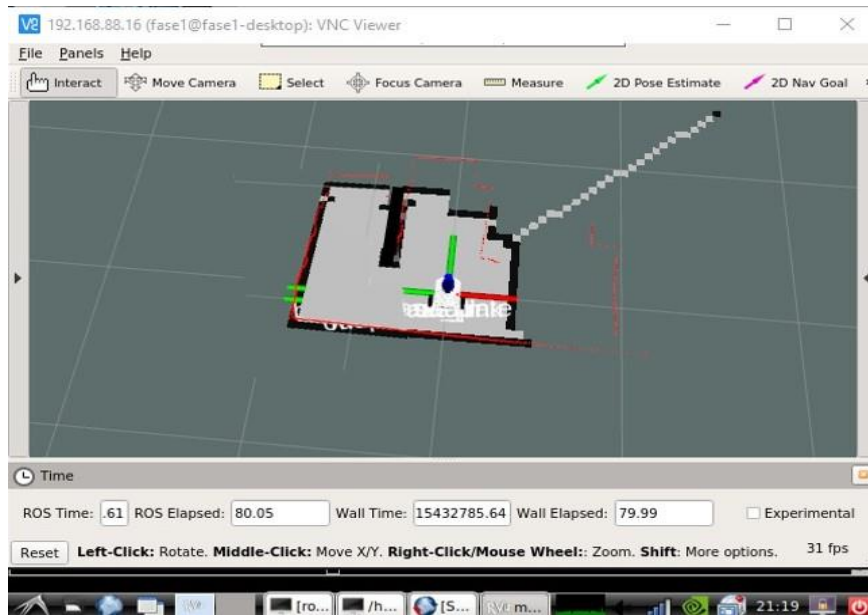 192.168.88.16 (fase1@fase1-desktop): VNC Viewer
File Panels Help
Interact Move Camera Select Focus Camera Measure 2D Pose Estimate 2D Nav Goal
Time
ROS Time: .61 ROS Elapsed: 80.05 Wall Time: 15432785.64 Wall Elapsed: 79.99 Experimental
Reset Left-Click: Rotate. Middle-Click: Move X/Y. Right-Click/Mouse Wheel:: Zoom. Shift: More options. 31 fps
[ro... /h... [S... m... 21:19